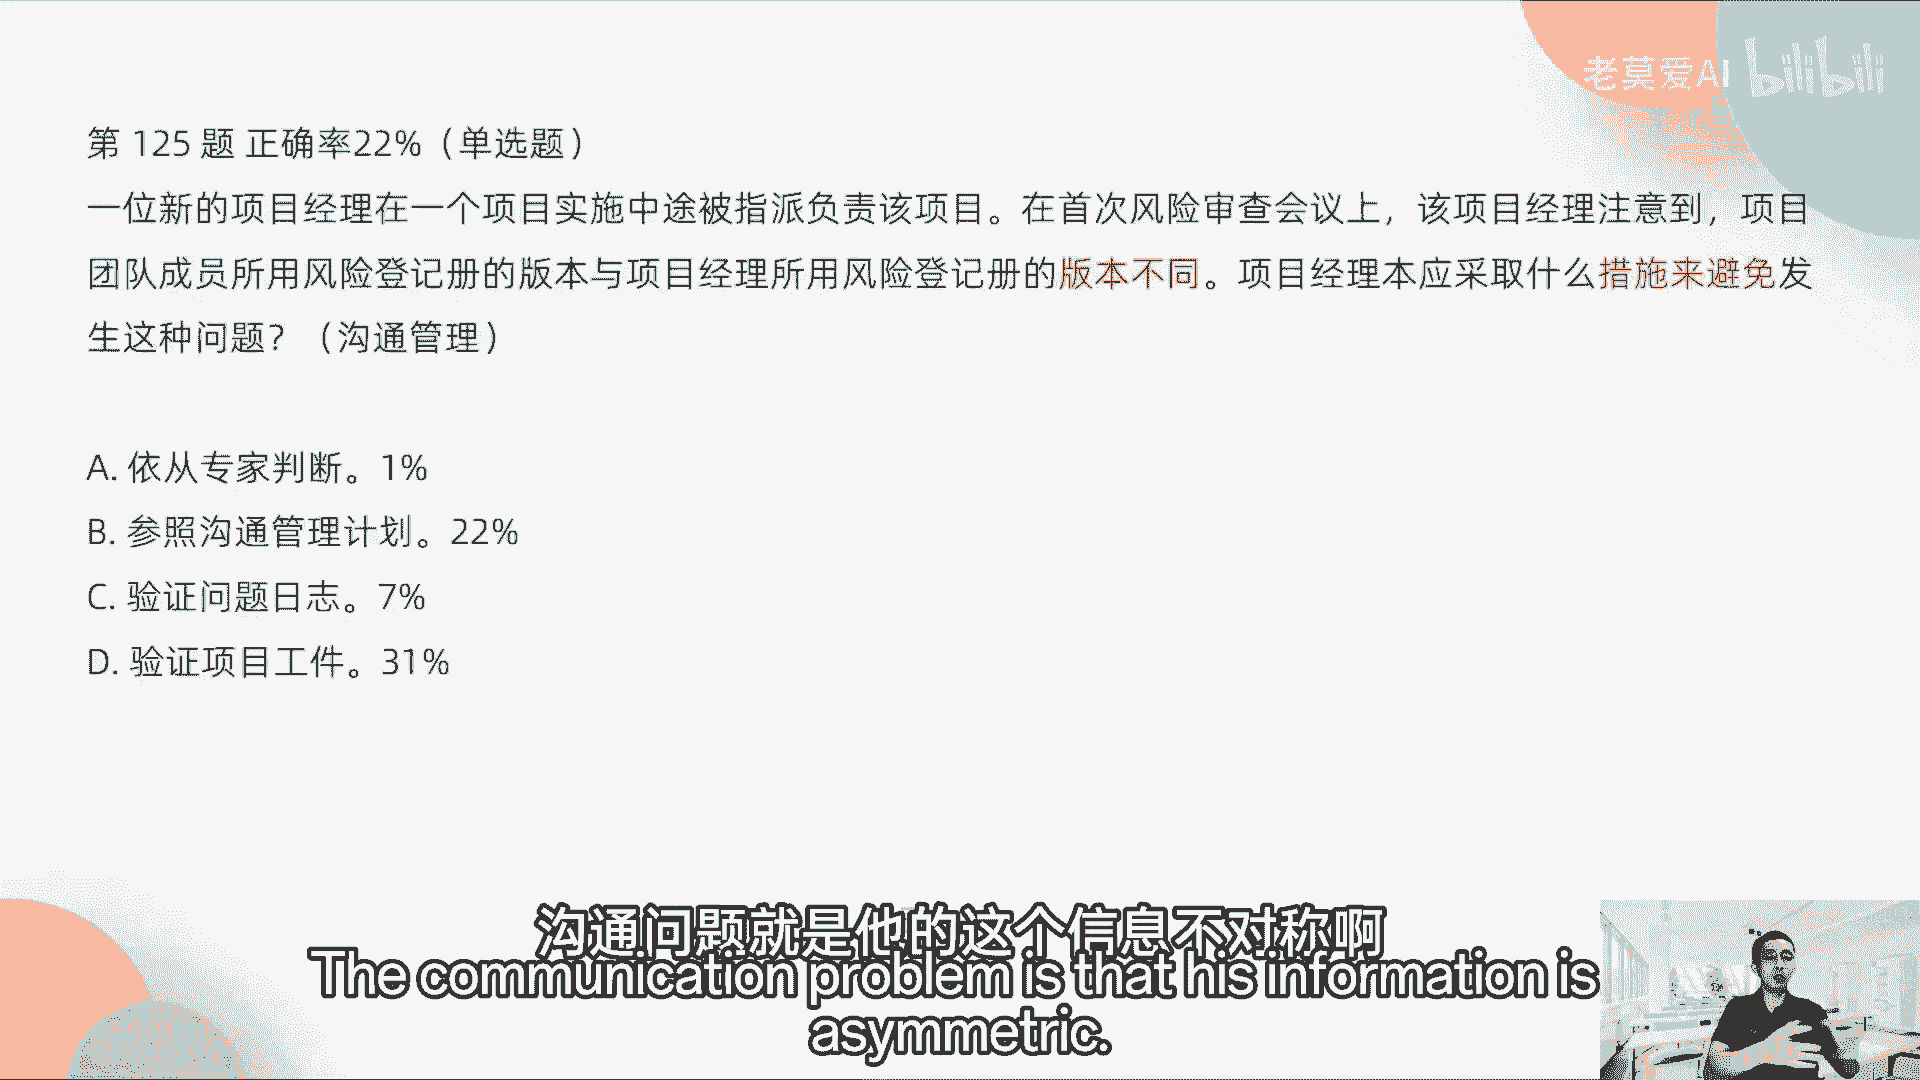 老莫爱AI bilibili
第 125 题 正确率22%（单选题）
一位新的项目经理在一个项目实施中途被指派负责该项目。在首次风险审查会议上，该项目经理注意到，项目
团队成员所用风险登记册的版本与项目经理所用风险登记册的版本不同。项目经理本应采取什么措施来避免发
生这种问题？（沟通管理）
A. 依从专家判断。1%
B. 参照沟通管理计划。22%
C. 验证问题日志。7%
D. 验证项目工件。31%
沟通问题就是他的这个信息不对称啊
The communication problem is that his information is
asymmetric.